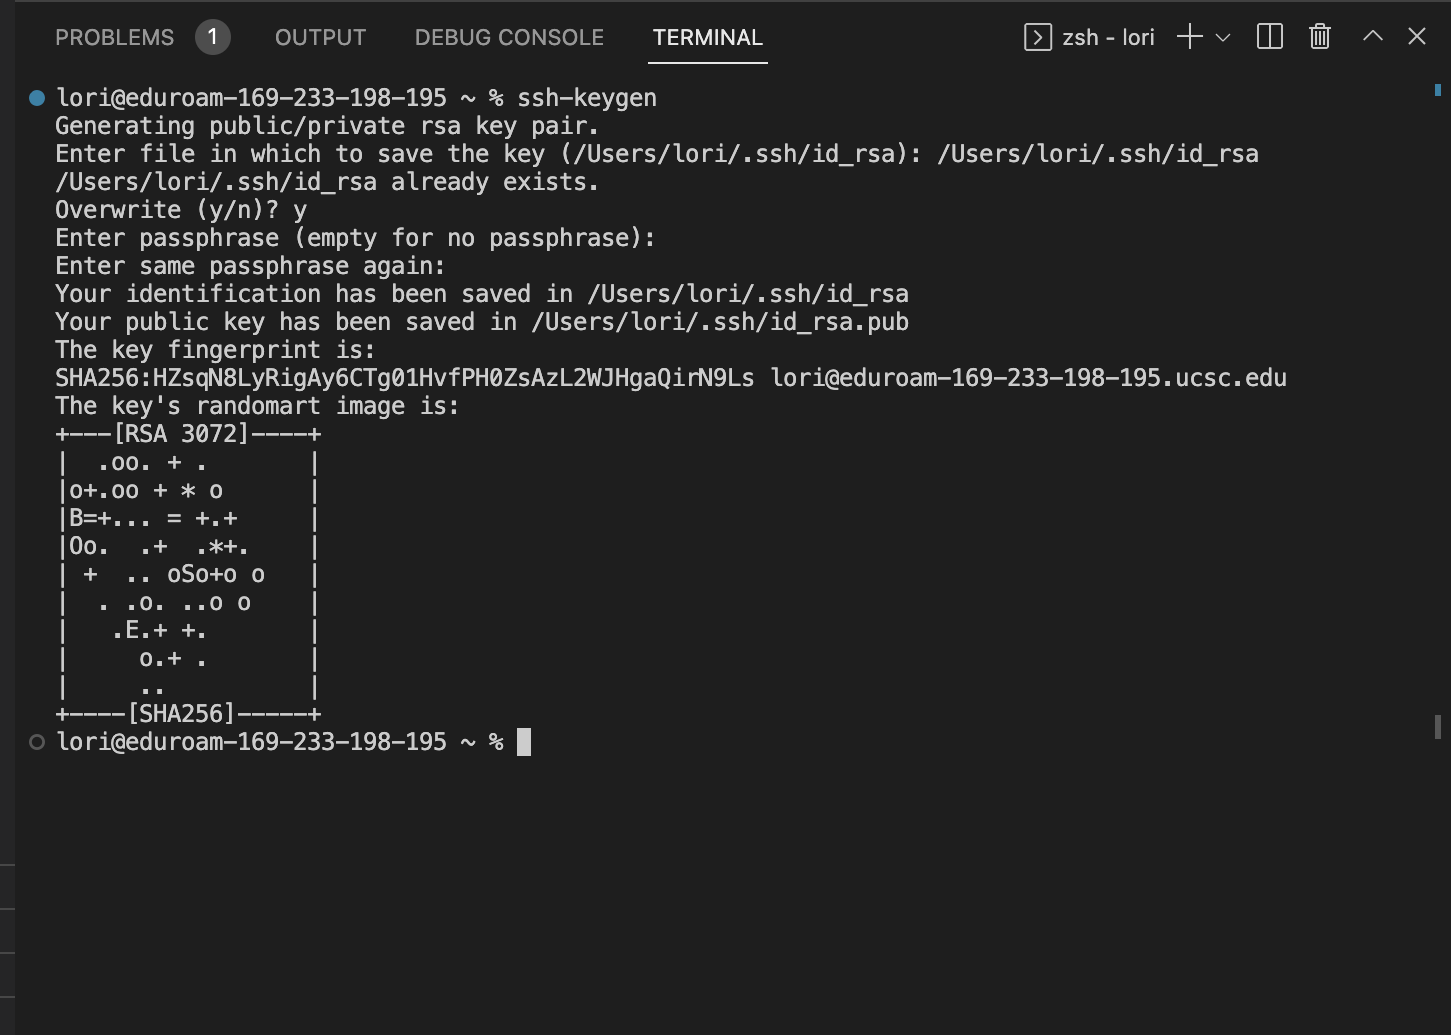 PROBLEMS 1 OUTPUT DEBUG CONSOLE TERMINAL zsh - lori
lori@eduroam-169-233-198-195 ~ % ssh-keygen
Generating public/private rsa key pair.
Enter file in which to save the key (/Users/lori/.ssh/id_rsa): /Users/lori/.ssh/id_rsa
/Users/lori/.ssh/id_rsa already exists.
Overwrite (y/n)? y
Enter passphrase (empty for no passphrase):
Enter same passphrase again:
Your identification has been saved in /Users/lori/.ssh/id_rsa
Your public key has been saved in /Users/lori/.ssh/id_rsa.pub
The key fingerprint is:
SHA256:HZsqN8LyRigAy6CTg01HvfPH0ZsAzL2WJHgaQirN9Ls lori@eduroam-169-233-198-195.ucsc.edu
The key's randomart image is:
+---[RSA 3072]----+
|  .oo. + .       |
|o+.oo + * o      |
|B=+... = +.+     |
|Oo.  .+  .*+.    |
| +  .. oSo+o o   |
|  . .o. ..o o    |
|   .E.+ +.       |
|     o.+ .       |
|     ..          |
+----[SHA256]-----+
lori@eduroam-169-233-198-195 ~ %